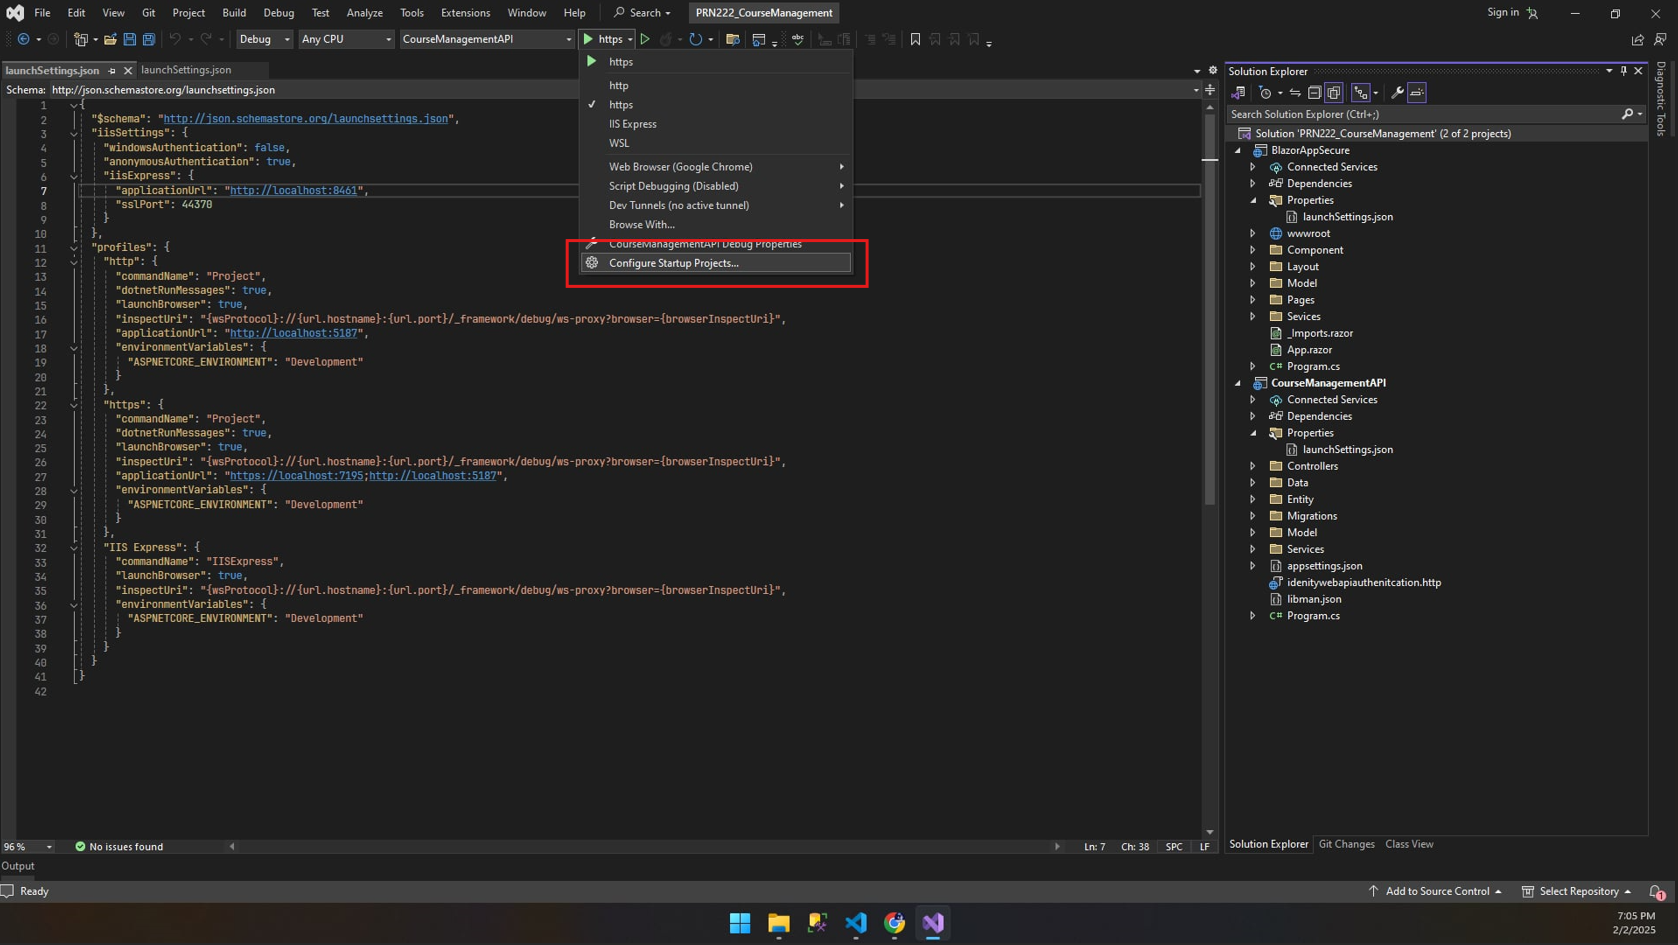 File Edit View Git Project Build Debug Test Analyze Tools Extensions Window Help Search PRN222_CourseManagement Sign in
Debug Any CPU CourseManagementAPI https
launchSettings.json launchSettings.json
Schema: http://json.schemastore.org/launchsettings.json
https
http
https
IIS Express
WSL
Web Browser (Google Chrome)
Script Debugging (Disabled)
Dev Tunnels (no active tunnel)
Browse With...
CourseManagementAPI Debug Properties
Configure Startup Projects...
1 {
2 "$schema": "http://json.schemastore.org/launchsettings.json",
3 "iisSettings": {
4 "windowsAuthentication": false,
5 "anonymousAuthentication": true,
6 "iisExpress": {
7 "applicationUrl": "http://localhost:8461",
8 "sslPort": 44370
9 }
10 },
11 "profiles": {
12 "http": {
13 "commandName": "Project",
14 "dotnetRunMessages": true,
15 "launchBrowser": true,
16 "inspectUri": "{wsProtocol}://{url.hostname}:{url.port}/_framework/debug/ws-proxy?browser={browserInspectUri}",
17 "applicationUrl": "http://localhost:5187",
18 "environmentVariables": {
19 "ASPNETCORE_ENVIRONMENT": "Development"
20 }
21 },
22 "https": {
23 "commandName": "Project",
24 "dotnetRunMessages": true,
25 "launchBrowser": true,
26 "inspectUri": "{wsProtocol}://{url.hostname}:{url.port}/_framework/debug/ws-proxy?browser={browserInspectUri}",
27 "applicationUrl": "https://localhost:7195;http://localhost:5187",
28 "environmentVariables": {
29 "ASPNETCORE_ENVIRONMENT": "Development"
30 }
31 },
32 "IIS Express": {
33 "commandName": "IISExpress",
34 "launchBrowser": true,
35 "inspectUri": "{wsProtocol}://{url.hostname}:{url.port}/_framework/debug/ws-proxy?browser={browserInspectUri}",
36 "environmentVariables": {
37 "ASPNETCORE_ENVIRONMENT": "Development"
38 }
39 }
40 }
41 }
42
Solution Explorer
Search Solution Explorer (Ctrl+;)
Solution 'PRN222_CourseManagement' (2 of 2 projects)
BlazorAppSecure
Connected Services
Dependencies
Properties
launchSettings.json
wwwroot
Component
Layout
Model
Pages
Sevices
_Imports.razor
App.razor
C# Program.cs
CourseManagementAPI
Connected Services
Dependencies
Properties
launchSettings.json
Controllers
Data
Entity
Migrations
Model
Services
appsettings.json
idenitywebapiauthenitcation.http
libman.json
C# Program.cs
Diagnostic Tools
96 % No issues found Ln: 7 Ch: 38 SPC LF
Solution Explorer Git Changes Class View
Output
Ready Add to Source Control Select Repository 1
7:05 PM
2/2/2025